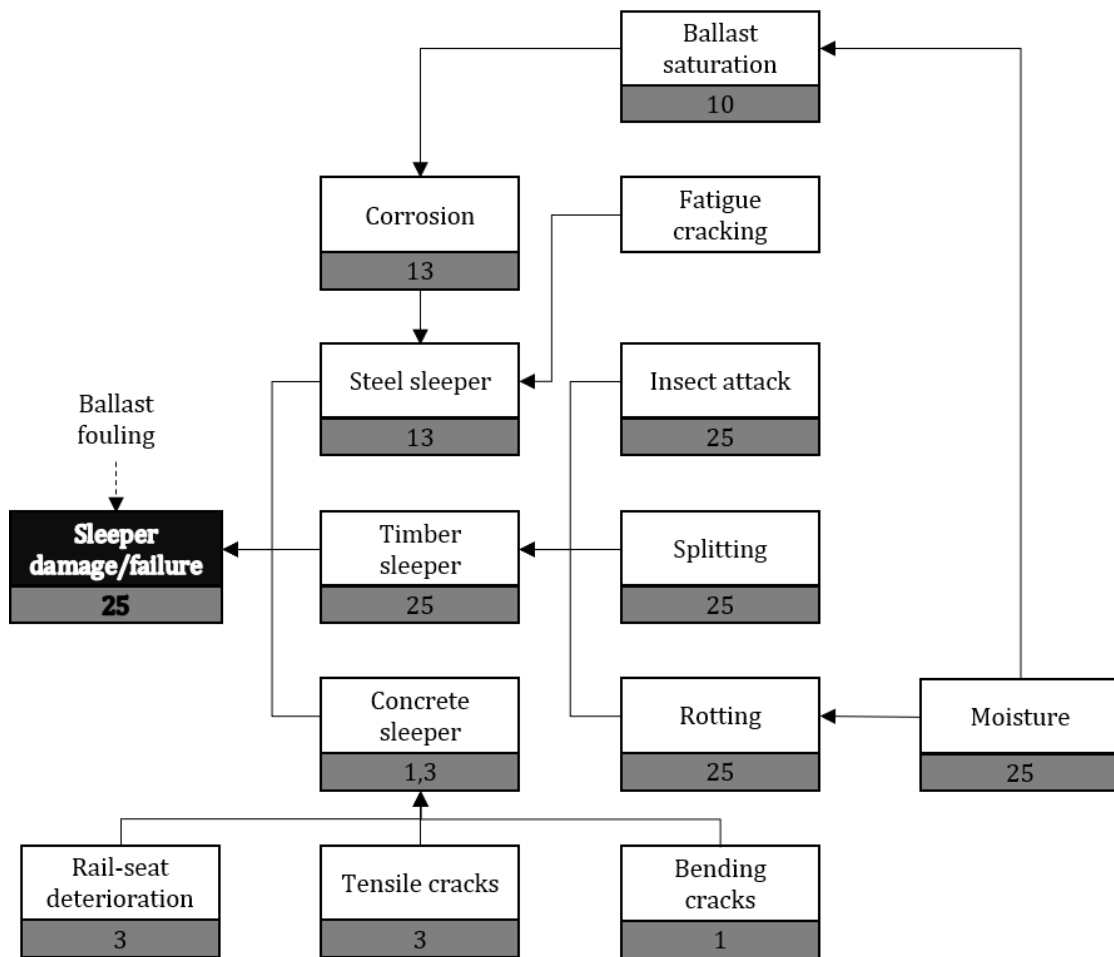 Ballast
saturation
10
Corrosion
13
Fatigue
cracking
Steel sleeper
13
Insect attack
25
Ballast
fouling
Sleeper
damage/failure
25
Timber
sleeper
25
Splitting
25
Concrete
sleeper
1,3
Rotting
25
Moisture
25
Rail-seat
deterioration
3
Tensile cracks
3
Bending
cracks
1